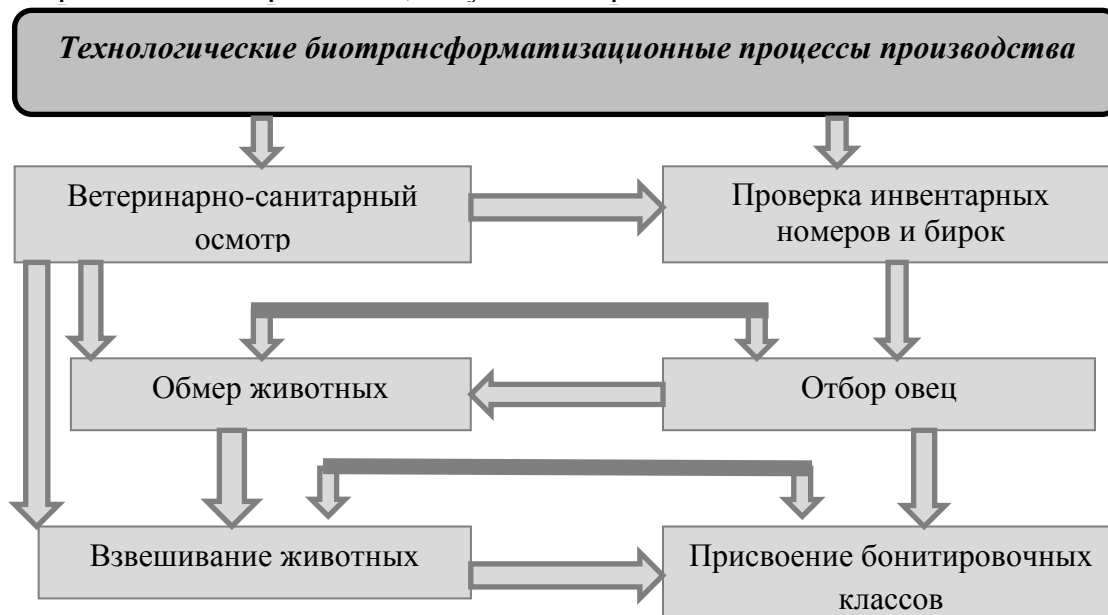 Технологические биотрансформатизационные процессы производства
Ветеринарно-санитарный
осмотр
Проверка инвентарных
номеров и бирок
Обмер животных
Отбор овец
Взвешивание животных
Присвоение бонитировочных
классов